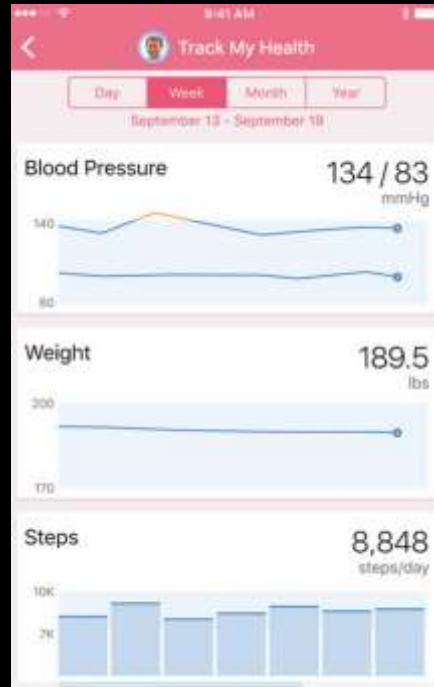 9:41 AM
Track My Health
Day Week Month Year
September 13 - September 19
Blood Pressure
134 / 83
mmHg
140
60
Weight
189.5
lbs
200
170
Steps
8,848
steps/day
10K
7K